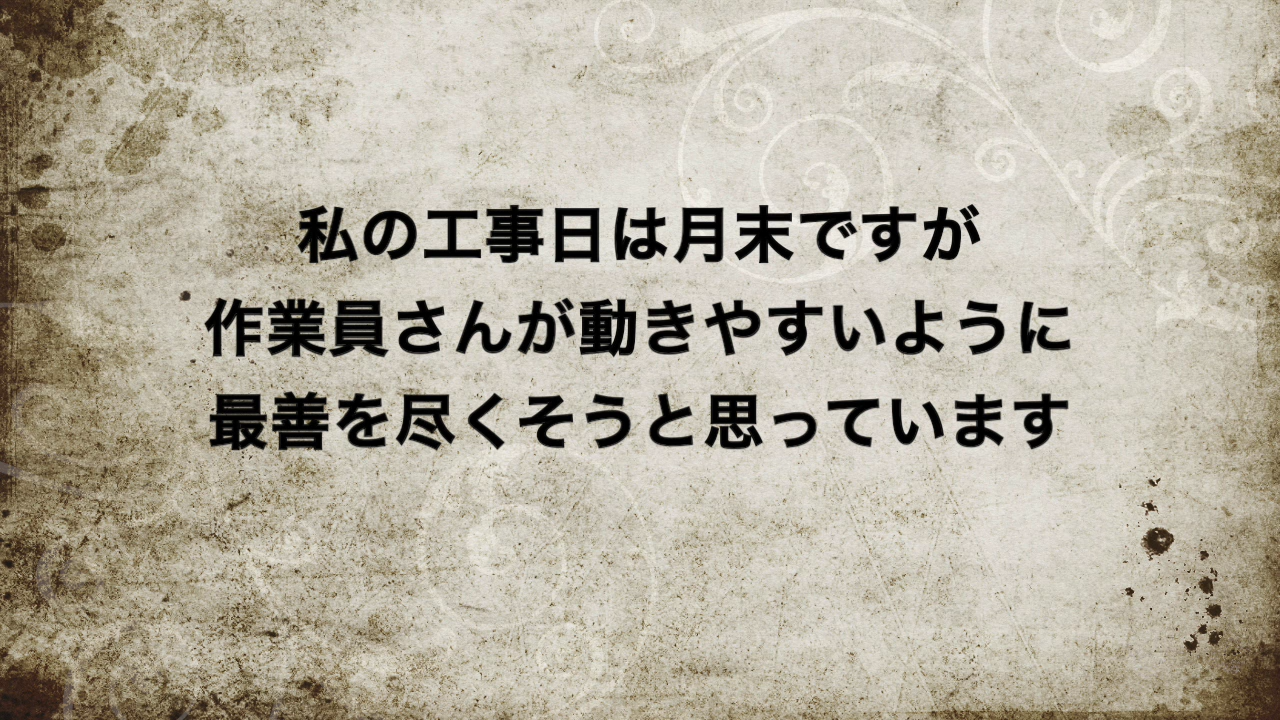 私の工事日は月末ですが
作業員さんが動きやすいように
最善を尽くそうと思っています